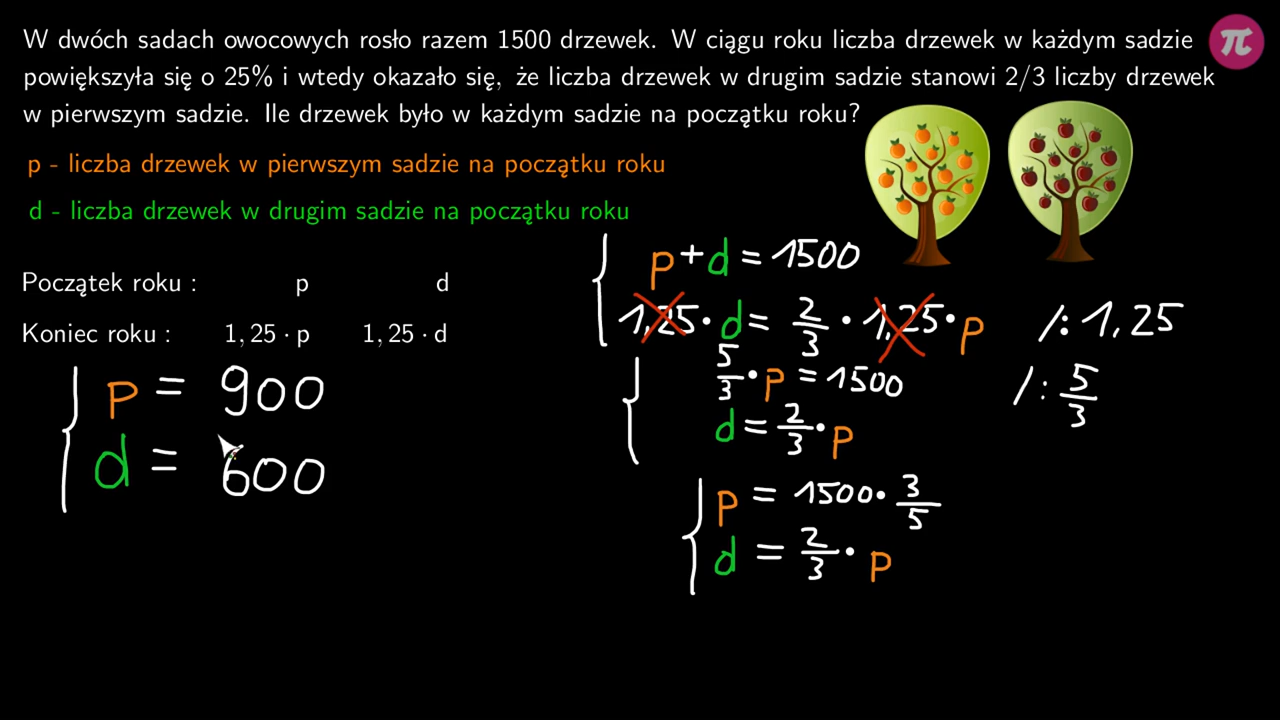 W dwóch sadach owocowych rosło razem 1500 drzewek. W ciągu roku liczba drzewek w każdym sadzie
powiększyła się o 25% i wtedy okazało się, że liczba drzewek w drugim sadzie stanowi 2/3 liczby drzewek
w pierwszym sadzie. Ile drzewek było w każdym sadzie na początku roku?
p - liczba drzewek w pierwszym sadzie na początku roku
d - liczba drzewek w drugim sadzie na początku roku
Początek roku : p d
Koniec roku : 1,25 · p 1,25 · d
p = 900
d = 600
p + d = 1500
1,25 · d = 2/3 · 1,25 · p /: 1,25
5/3 · p = 1500 /: 5/3
d = 2/3 · p
p = 1500 · 3/5
d = 2/3 · p
π